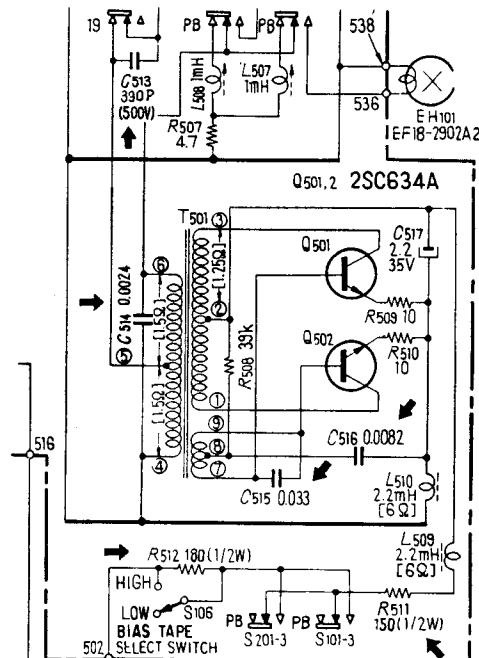 19
PB
PB
538
C513
390P
(500V)
L508 1mH
L507
1mH
536
EH101
EF18-2902A2
R507
4.7
Q501,2 2SC634A
T501
③
Q501
C517
2.2
35V
⑥
[1.25Ω]
C514 0.0024
[1.5Ω]
②
R509 10
39k
R508
Q502
R510
10
⑤
[1.5Ω]
①
⑨
C516 0.0082
516
④
⑧
⑦
C515 0.033
L510
2.2mH
[6Ω]
L509
2.2mH
[6Ω]
R512 180(1/2W)
HIGH
LOW
S106
PB
PB
R511
150(1/2W)
BIAS TAPE
502
SELECT SWITCH
S201-3
S101-3